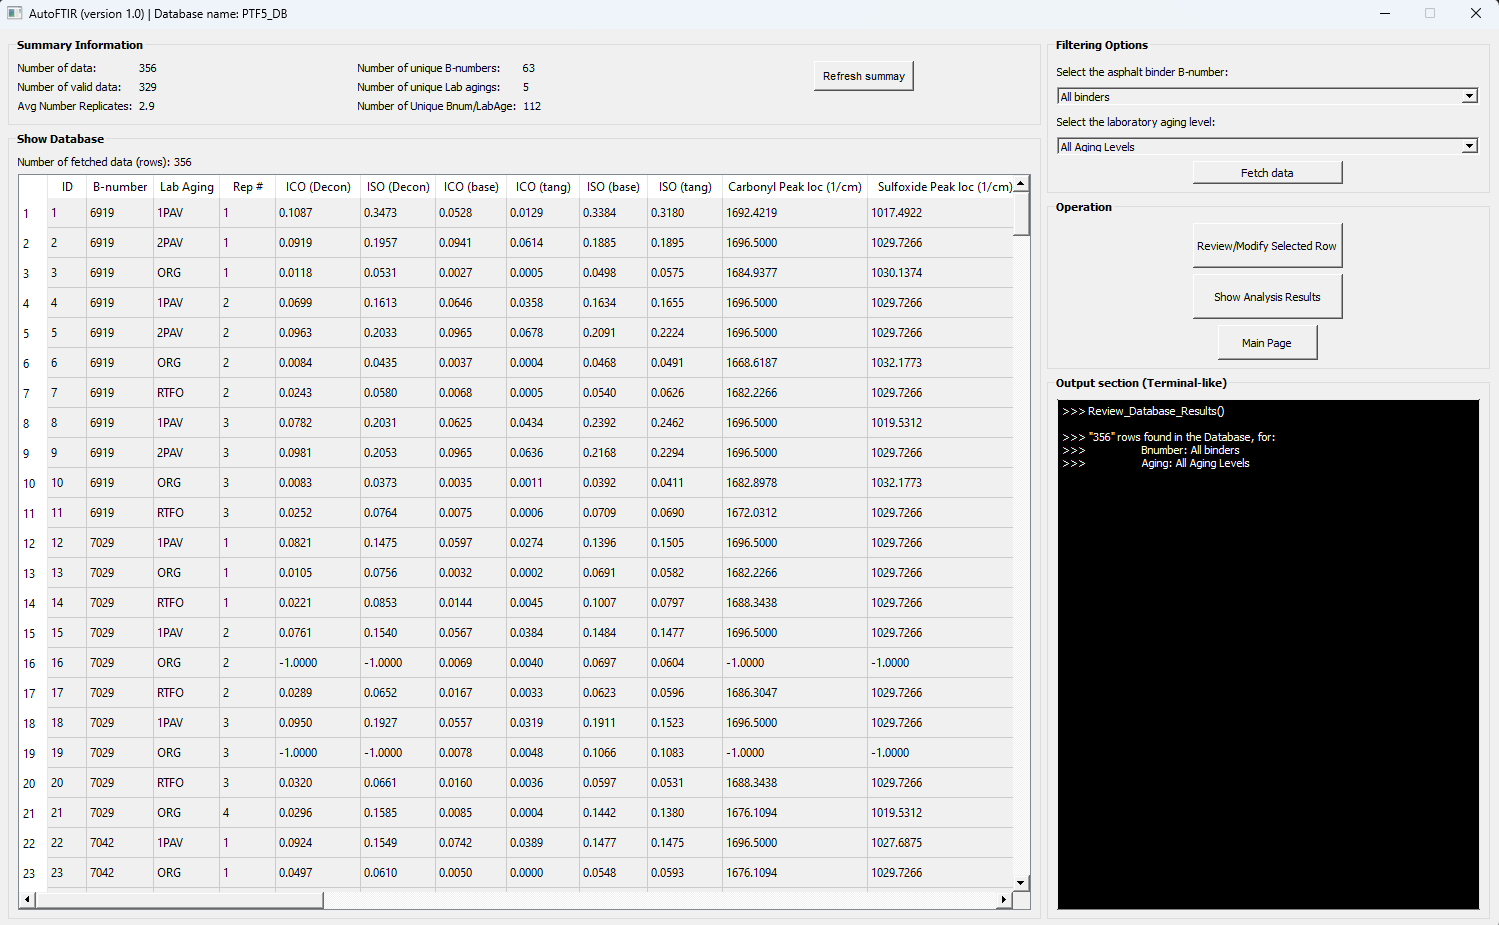 AutoFTIR (version 1.0) | Database name: PTF5_DB
Summary Information
Number of data: 356 Number of unique B-numbers: 63
Number of valid data: 329 Number of unique Lab agings: 5
Avg Number Replicates: 2.9 Number of Unique Bnum/LabAge: 112
Refresh summay
Show Database
Number of fetched data (rows): 356
ID B-number Lab Aging Rep # ICO (Decon) ISO (Decon) ICO (base) ICO (tang) ISO (base) ISO (tang) Carbonyl Peak loc (1/cm) Sulfoxide Peak loc (1/cm)
1 1 6919 1PAV 1 0.1087 0.3473 0.0528 0.0129 0.3384 0.3180 1692.4219 1017.4922
2 2 6919 2PAV 1 0.0919 0.1957 0.0941 0.0614 0.1885 0.1895 1696.5000 1029.7266
3 3 6919 ORG 1 0.0118 0.0531 0.0027 0.0005 0.0498 0.0575 1684.9377 1030.1374
4 4 6919 1PAV 2 0.0699 0.1613 0.0646 0.0358 0.1634 0.1655 1696.5000 1029.7266
5 5 6919 2PAV 2 0.0963 0.2033 0.0965 0.0678 0.2091 0.2224 1696.5000 1029.7266
6 6 6919 ORG 2 0.0084 0.0435 0.0037 0.0004 0.0468 0.0491 1668.6187 1032.1773
7 7 6919 RTFO 2 0.0243 0.0580 0.0068 0.0005 0.0540 0.0626 1682.2266 1029.7266
8 8 6919 1PAV 3 0.0782 0.2031 0.0625 0.0434 0.2392 0.2462 1696.5000 1019.5312
9 9 6919 2PAV 3 0.0981 0.2053 0.0965 0.0636 0.2168 0.2294 1696.5000 1029.7266
10 10 6919 ORG 3 0.0083 0.0373 0.0035 0.0011 0.0392 0.0411 1682.8978 1032.1773
11 11 6919 RTFO 3 0.0252 0.0764 0.0075 0.0006 0.0709 0.0690 1672.0312 1029.7266
12 12 7029 1PAV 1 0.0821 0.1475 0.0597 0.0274 0.1396 0.1505 1696.5000 1029.7266
13 13 7029 ORG 1 0.0105 0.0756 0.0032 0.0002 0.0691 0.0582 1682.2266 1029.7266
14 14 7029 RTFO 1 0.0221 0.0853 0.0144 0.0045 0.1007 0.0797 1688.3438 1029.7266
15 15 7029 1PAV 2 0.0761 0.1540 0.0567 0.0384 0.1484 0.1477 1696.5000 1029.7266
16 16 7029 ORG 2 -1.0000 -1.0000 0.0069 0.0040 0.0697 0.0604 -1.0000 -1.0000
17 17 7029 RTFO 2 0.0289 0.0652 0.0167 0.0033 0.0623 0.0596 1686.3047 1029.7266
18 18 7029 1PAV 3 0.0950 0.1927 0.0557 0.0319 0.1911 0.1523 1696.5000 1029.7266
19 19 7029 ORG 3 -1.0000 -1.0000 0.0078 0.0048 0.1066 0.1083 -1.0000 -1.0000
20 20 7029 RTFO 3 0.0320 0.0661 0.0160 0.0036 0.0597 0.0531 1688.3438 1029.7266
21 21 7029 ORG 4 0.0296 0.1585 0.0085 0.0004 0.1442 0.1380 1676.1094 1019.5312
22 22 7042 1PAV 1 0.0924 0.1549 0.0742 0.0389 0.1477 0.1475 1696.5000 1027.6875
23 23 7042 ORG 1 0.0497 0.0610 0.0050 0.0000 0.0548 0.0593 1676.1094 1029.7266
Filtering Options
Select the asphalt binder B-number:
All binders
Select the laboratory aging level:
All Aging Levels
Fetch data
Operation
Review/Modify Selected Row
Show Analysis Results
Main Page
Output section (Terminal-like)
>>> Review_Database_Results()
>>> "356" rows found in the Database, for:
>>> Bnumber: All binders
>>> Aging: All Aging Levels